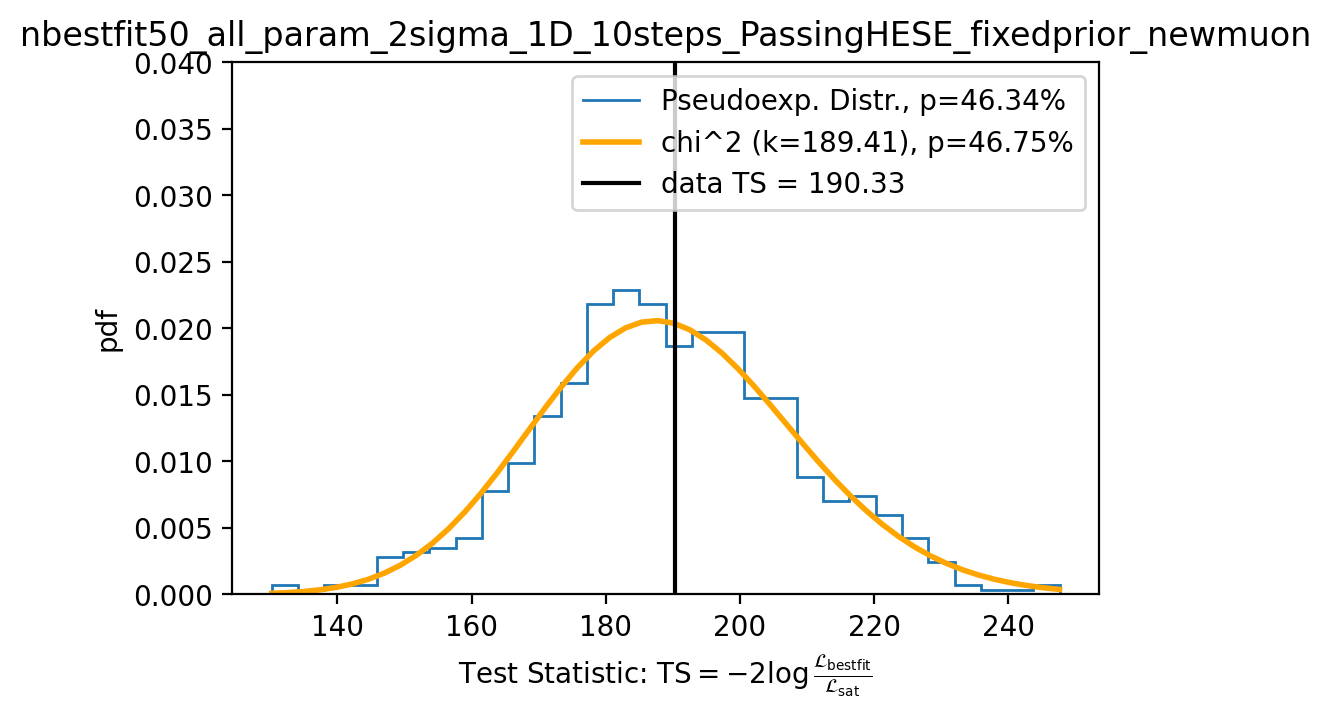 nbestfit50_all_param_2sigma_1D_10steps_PassingHESE_fixedprior_newmuon
0.040
0.035
0.030
0.025
0.020
0.015
0.010
0.005
0.000
pdf
Pseudoexp. Distr., p=46.34%
chi^2 (k=189.41), p=46.75%
data TS = 190.33
140 160 180 200 220 240
Test Statistic: TS = −2log ℒbestfit/ℒsat